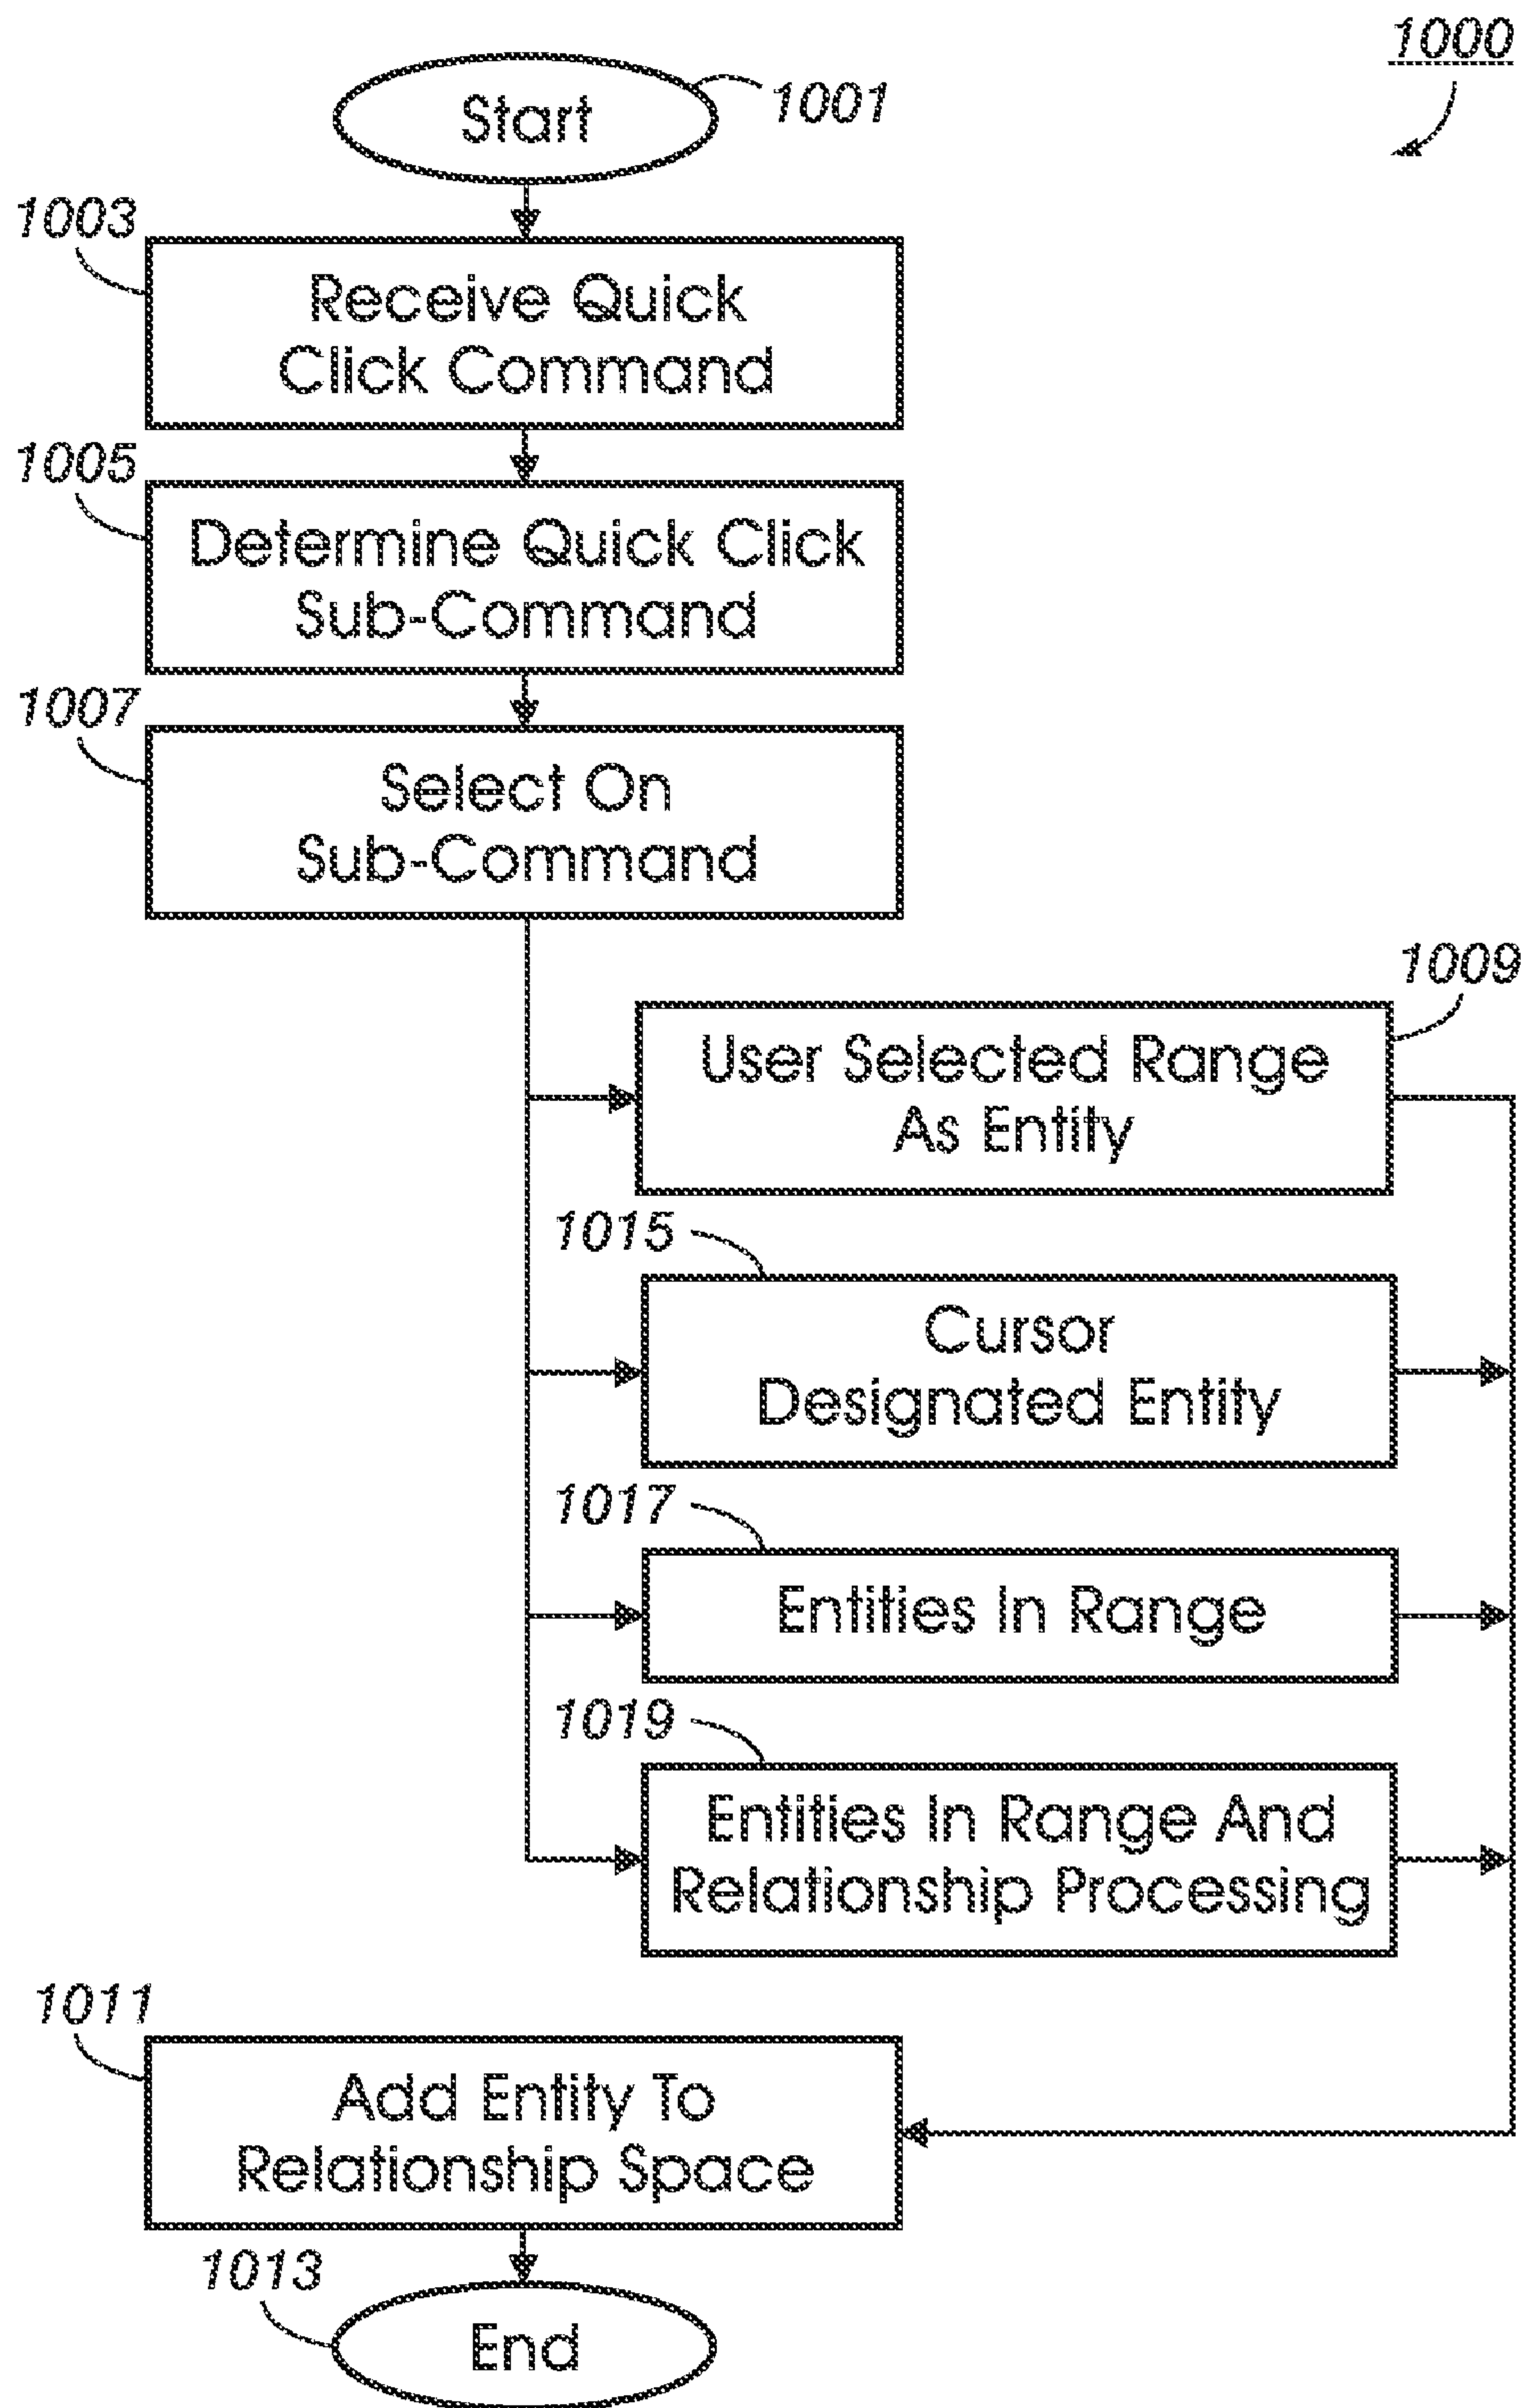 1000
Start
1001
1003
Receive Quick
Click Command
1005
Determine Quick Click
Sub-Command
1007
Select On
Sub-Command
1009
User Selected Range
As Entity
1015
Cursor
Designated Entity
1017
Entities In Range
1019
Entities In Range And
Relationship Processing
1011
Add Entity To
Relationship Space
1013
End